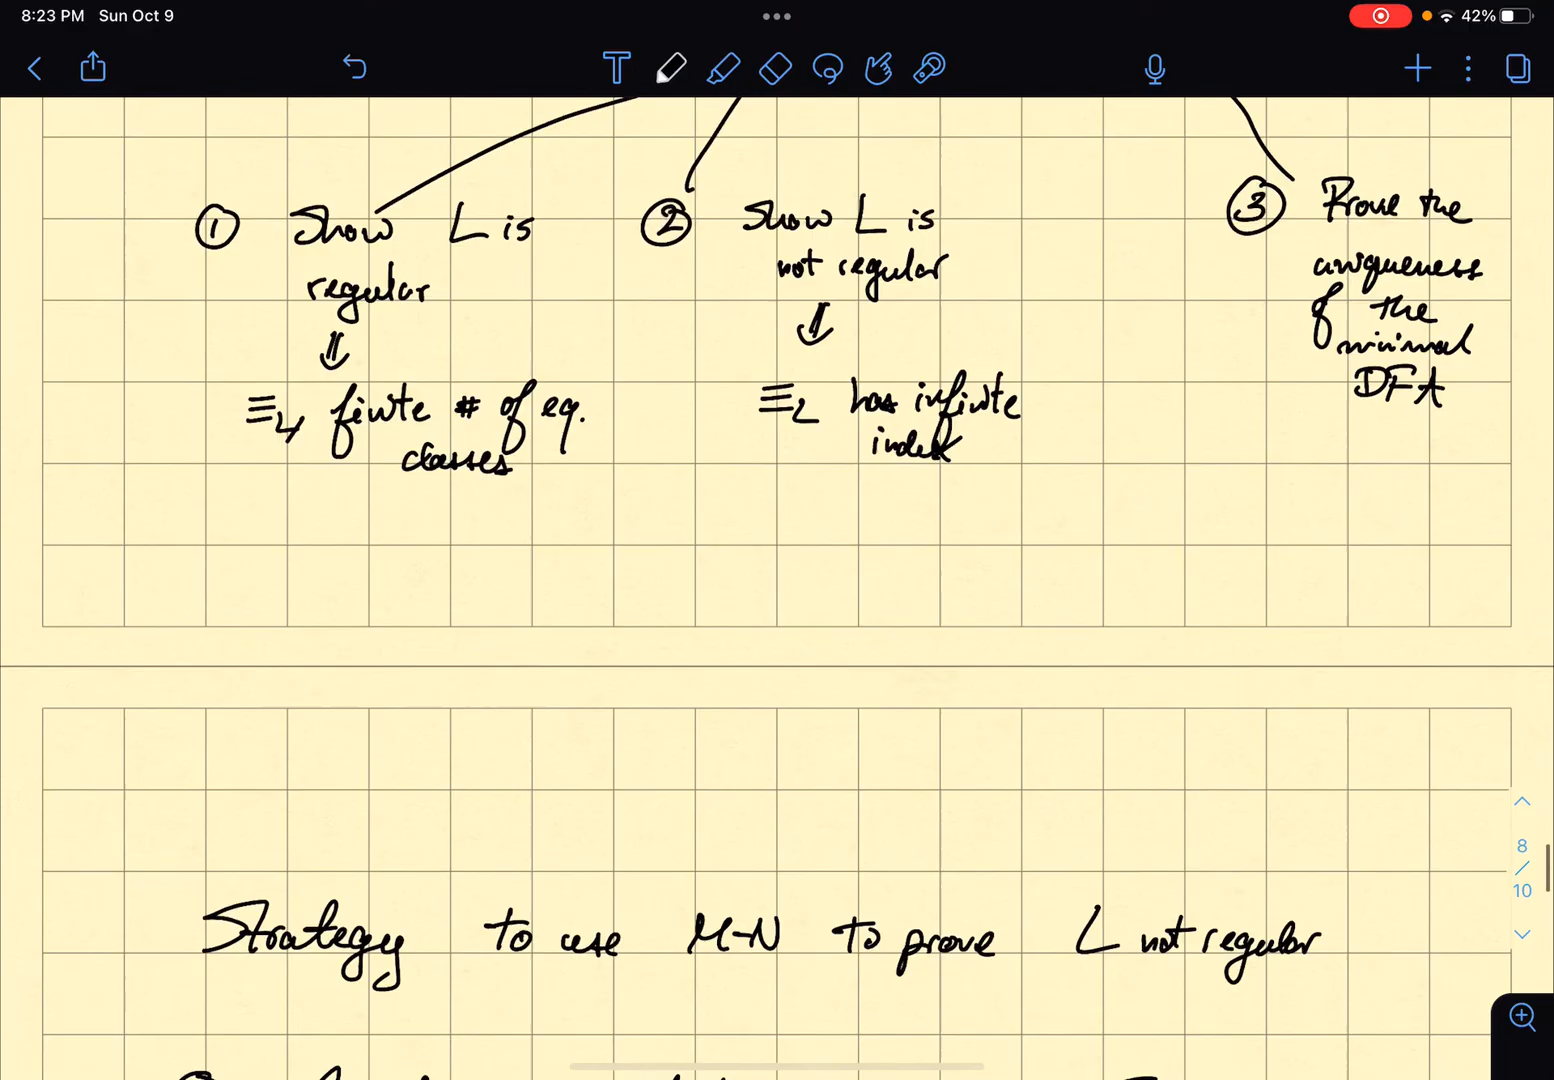 8:23 PM Sun Oct 9
42%
① Show L is
regular
⇓
≡L finite # of eq.
classes
② Show L is
not regular
⇓
≡L has infinite
index
③ Prove the
uniqueness
of the
minimal
DFA
8
/
10
Strategy to use M-N to prove L not regular